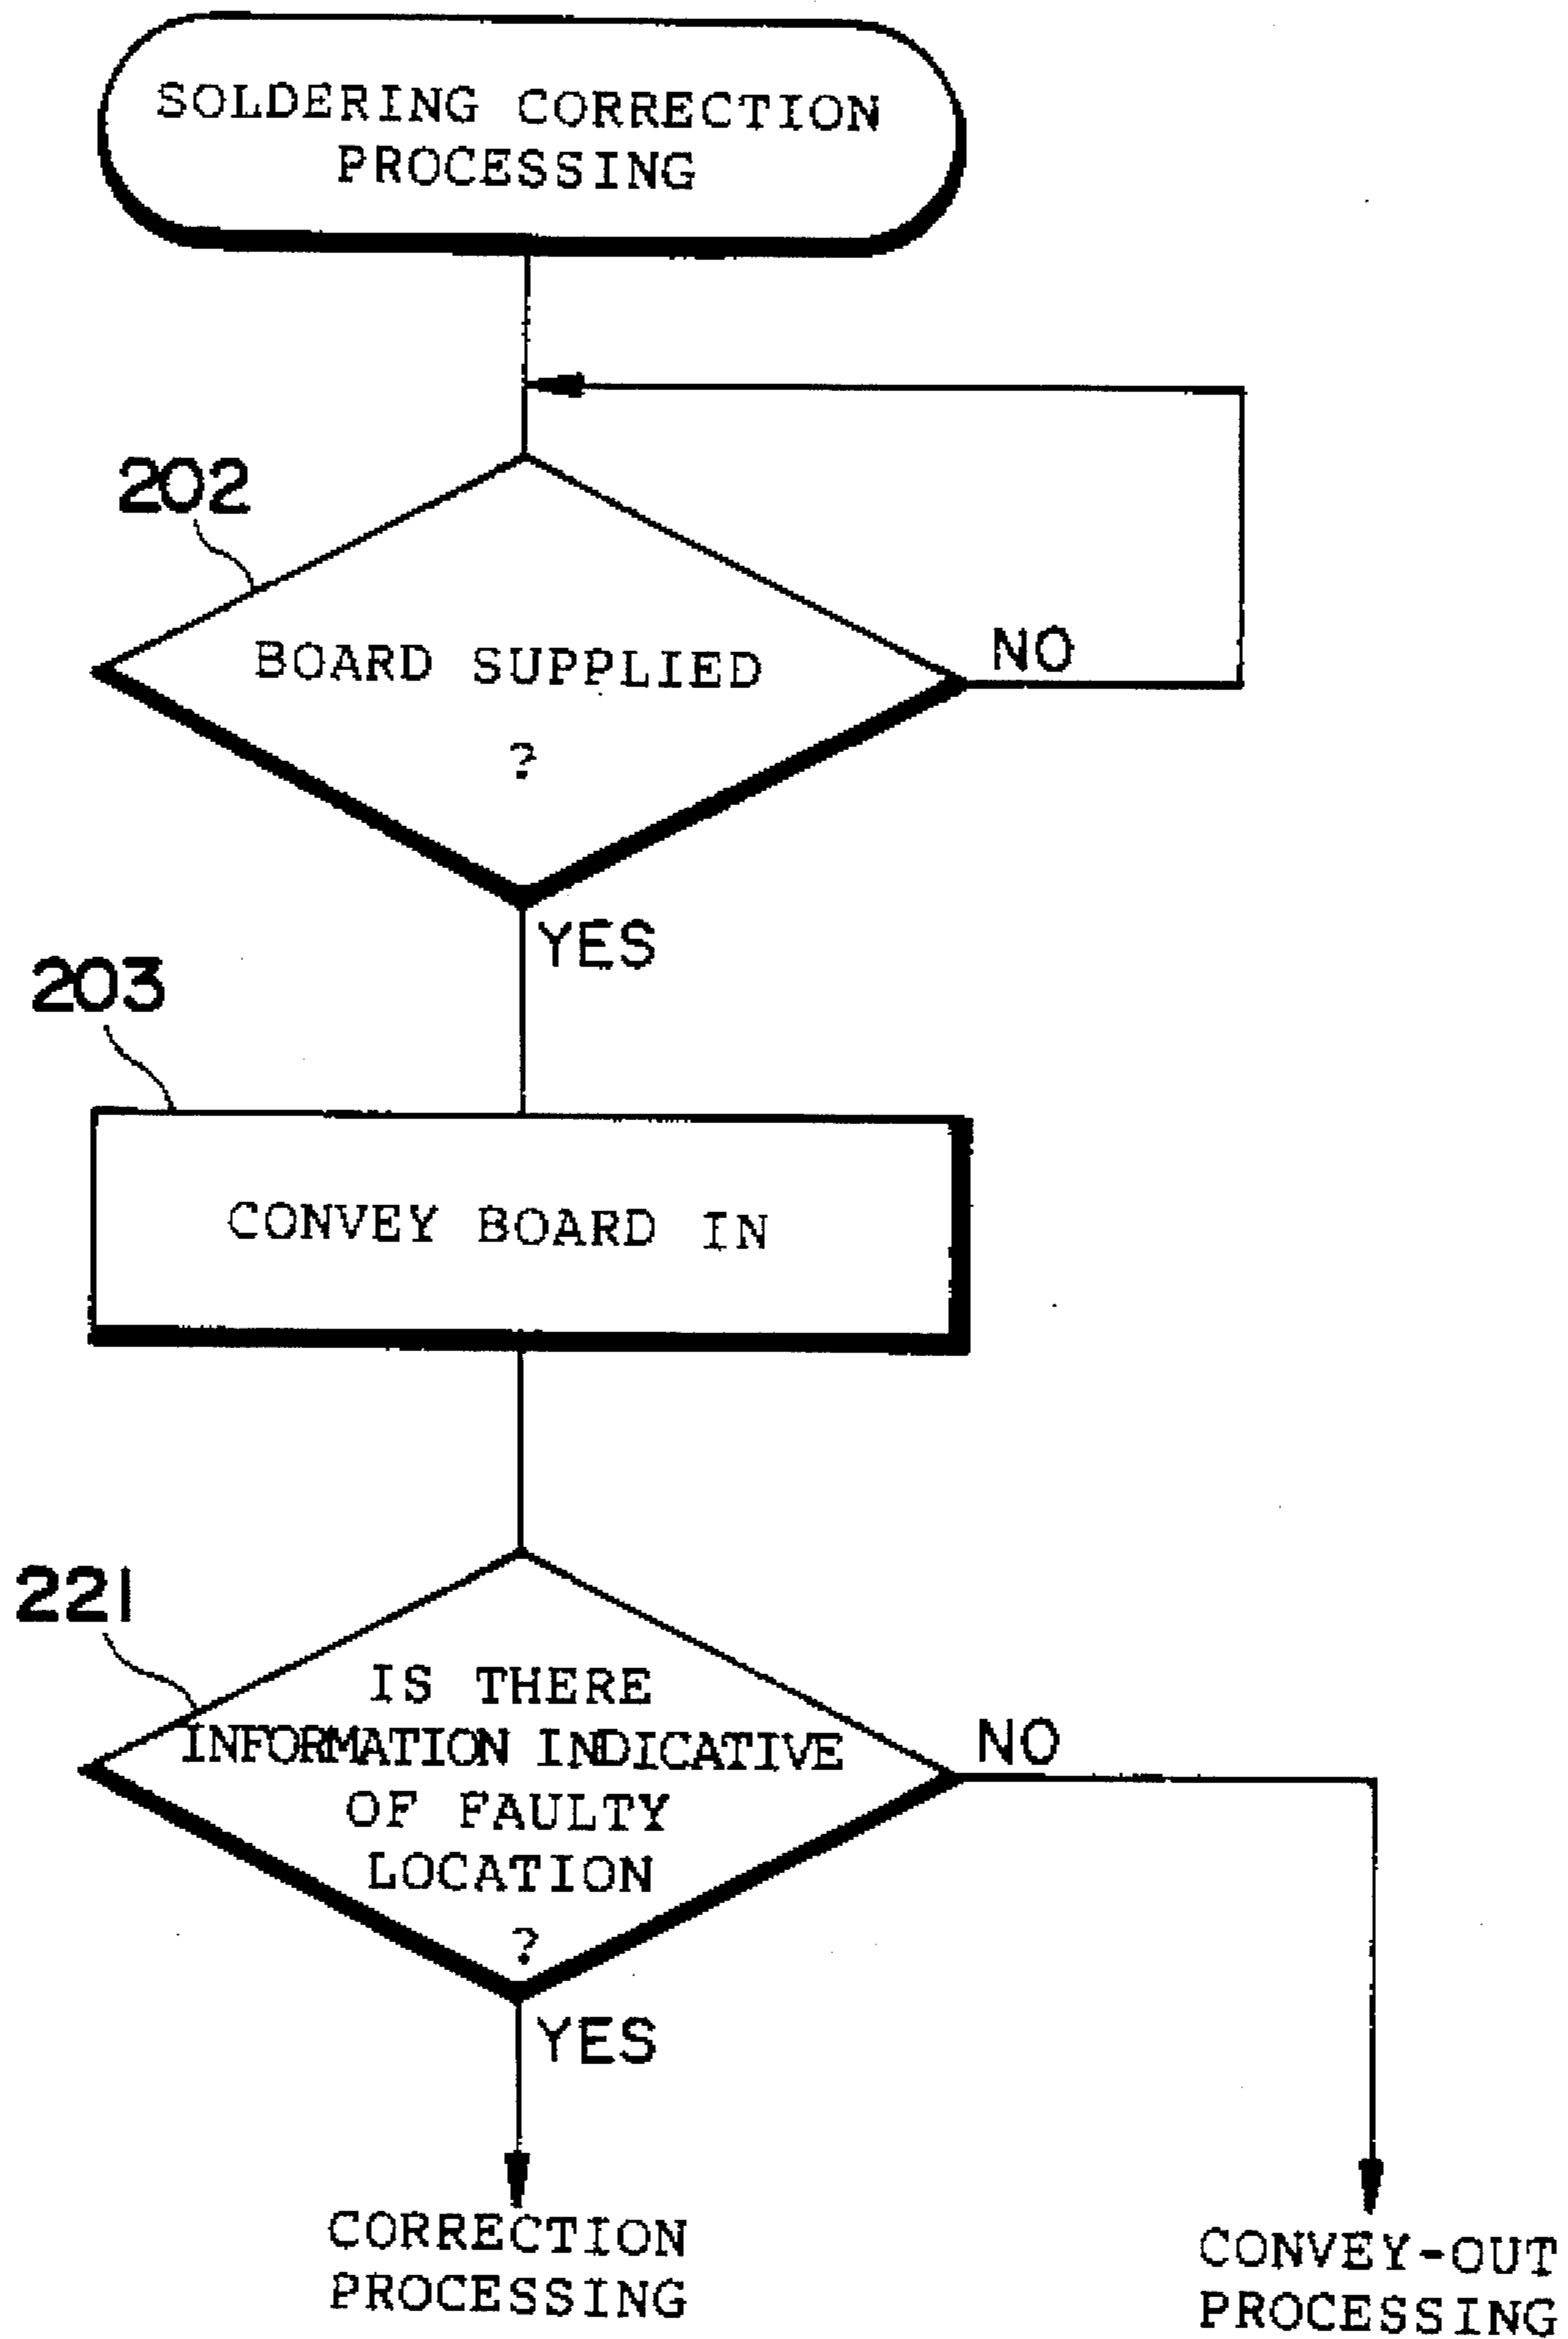 SOLDERING CORRECTION
PROCESSING
202
BOARD SUPPLIED
?
NO
YES
203
CONVEY BOARD IN
221
IS THERE
INFORMATION INDICATIVE
OF FAULTY
LOCATION
?
NO
YES
CORRECTION
PROCESSING
CONVEY-OUT
PROCESSING